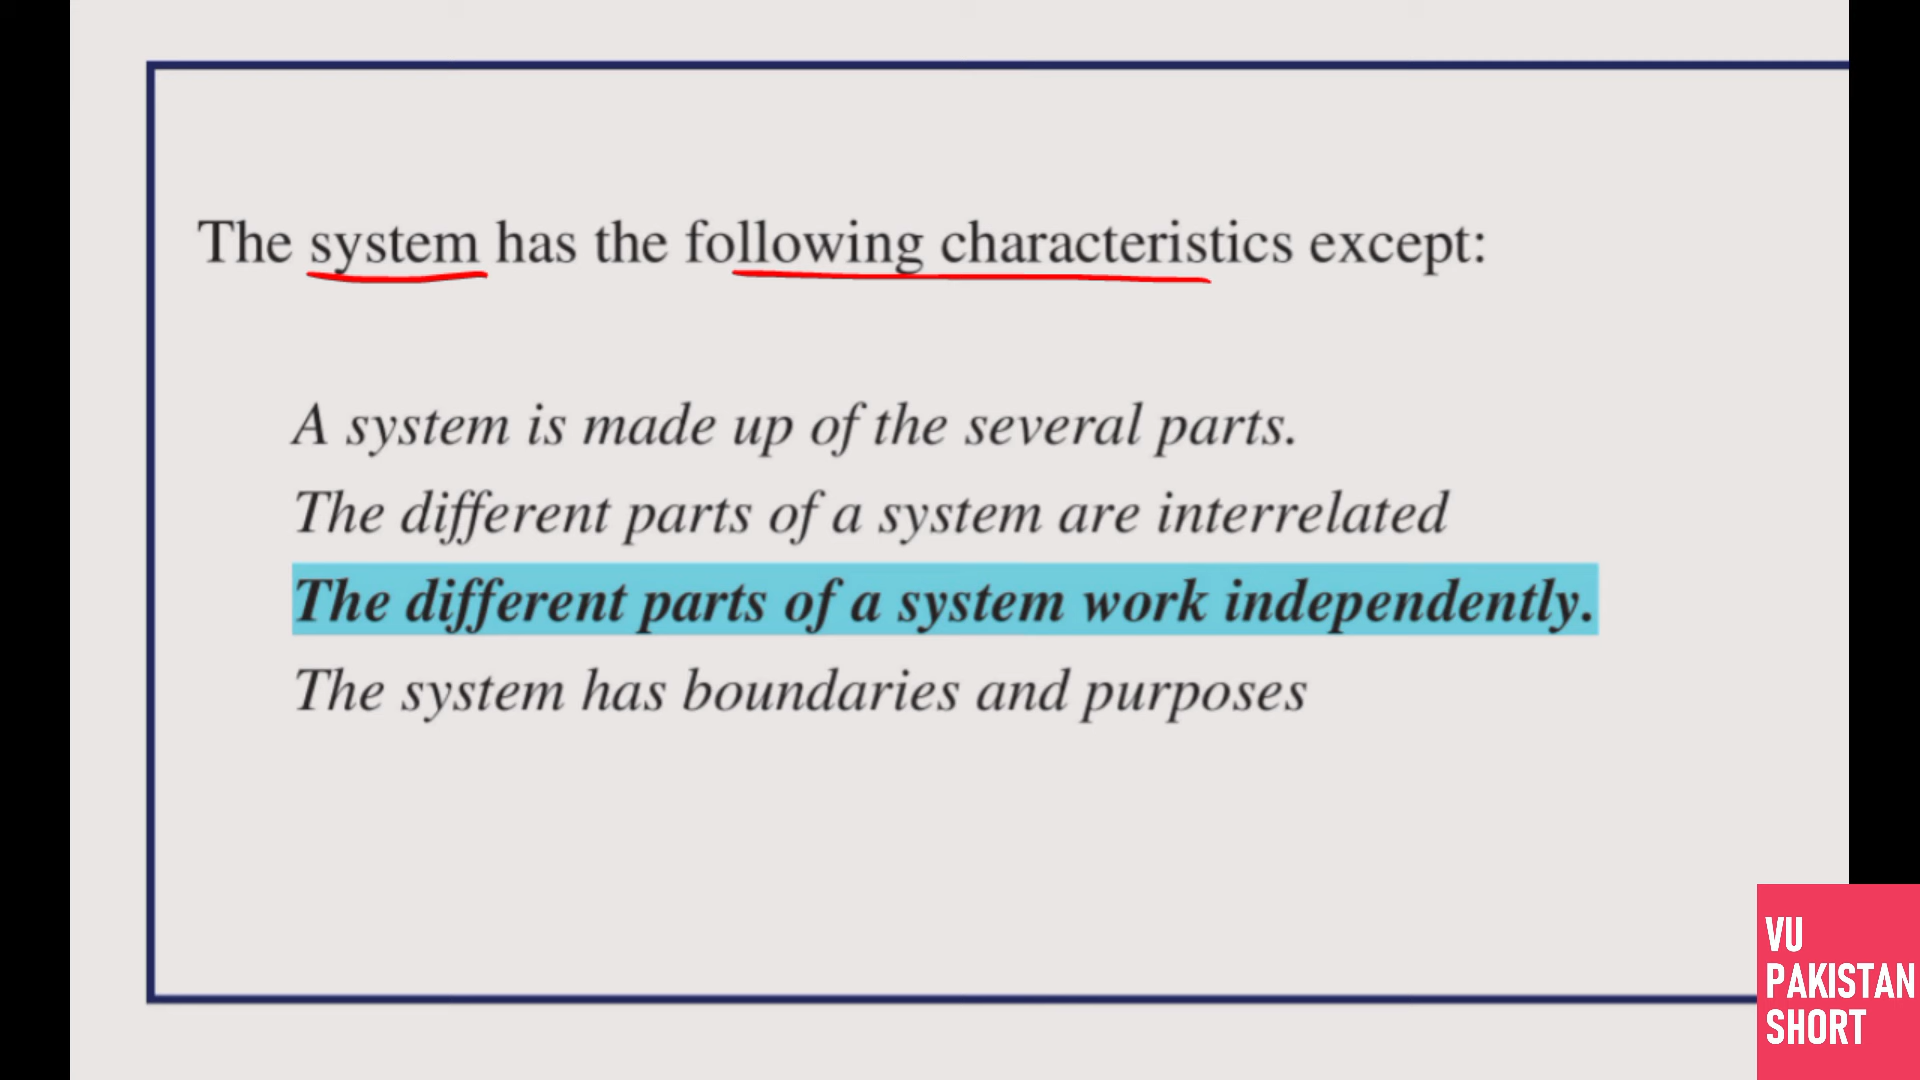 The system has the following characteristics except:
A system is made up of the several parts.
The different parts of a system are interrelated
The different parts of a system work independently.
The system has boundaries and purposes
VU
PAKISTAN
SHORT